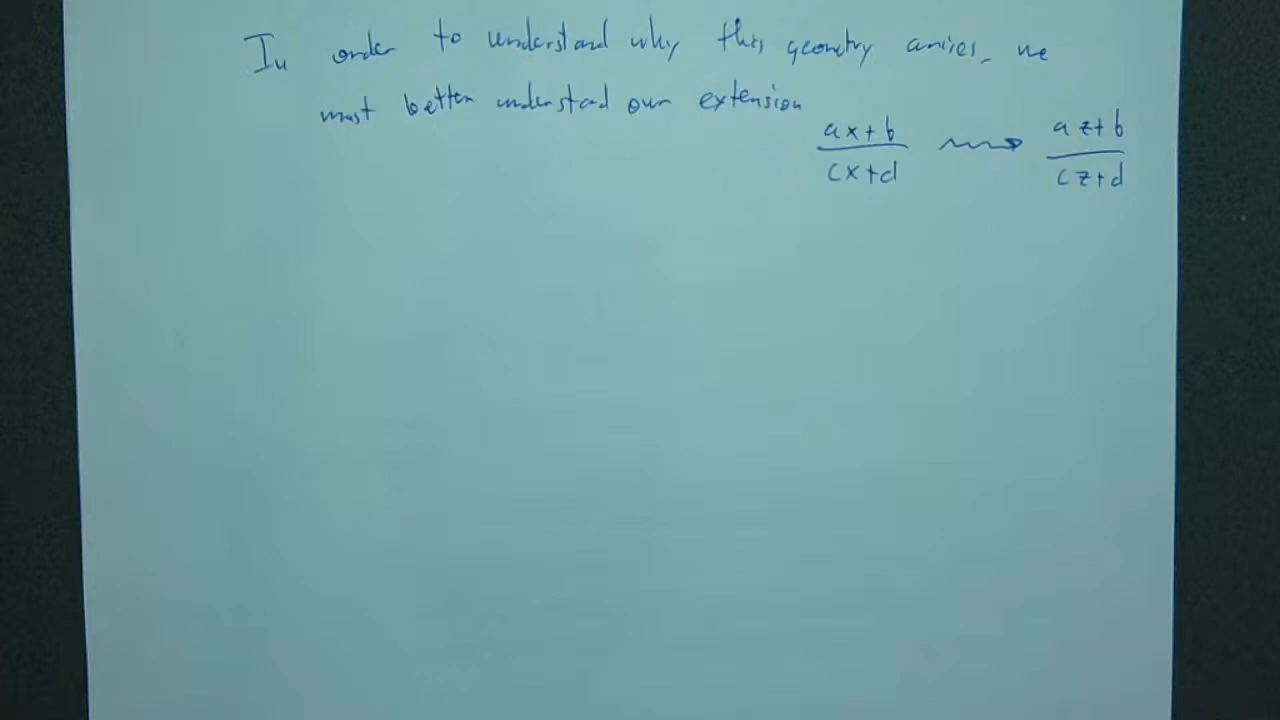 In order to understand why this geometry arises, we
must better understand our extension
ax+b / cx+d ⇝ az+b / cz+d